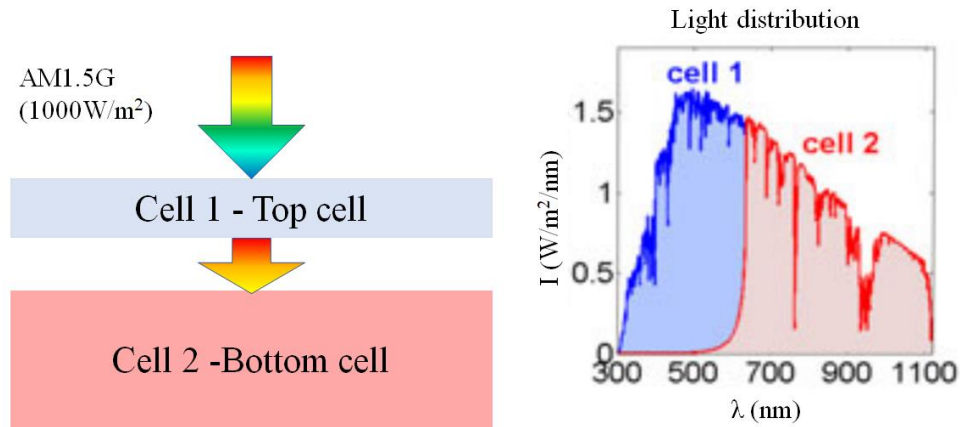 AM1.5G
(1000W/m²)
Cell 1 - Top cell
Cell 2 -Bottom cell
Light distribution
cell 1
cell 2
I (W/m²/nm)
1.5
1
0.5
0
300 500 700 900 1100
λ (nm)